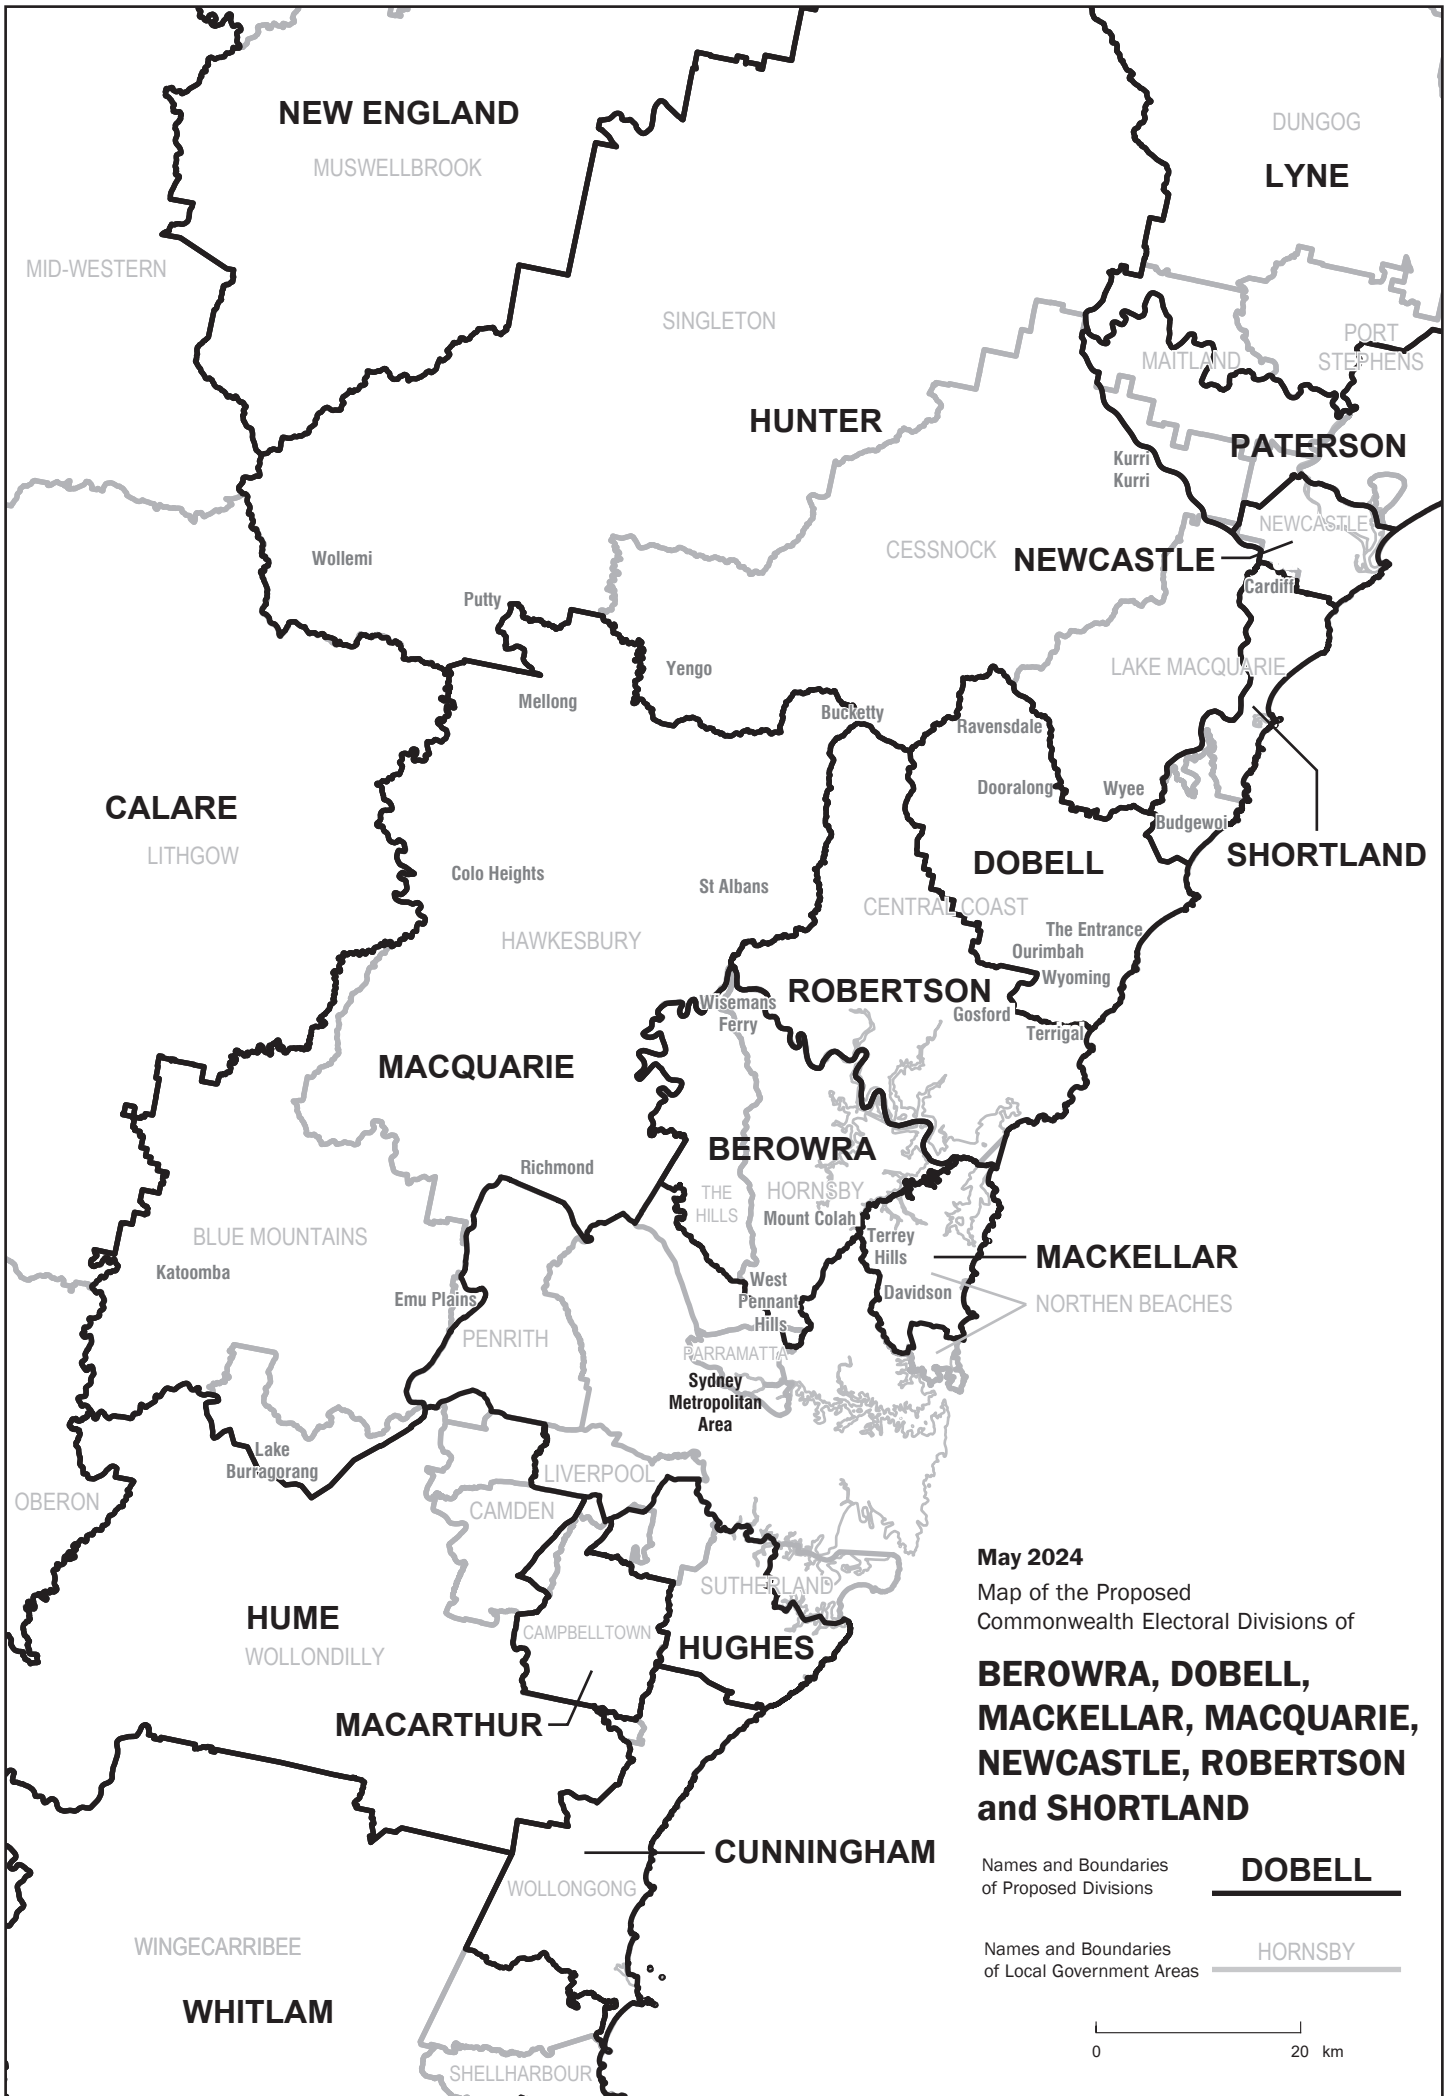 NEW ENGLAND
MUSWELLBROOK
DUNGOG
LYNE
MID-WESTERN
SINGLETON
PORT
STEPHENS
MAITLAND
HUNTER
PATERSON
Kurri
Kurri
NEWCASTLE
CESSNOCK
NEWCASTLE
Wollemi
Cardiff
Putty
Yengo
LAKE MACQUARIE
Mellong
Bucketty
Ravensdale
Dooralong
Wyee
CALARE
Budgewoi
LITHGOW
DOBELL
SHORTLAND
Colo Heights
St Albans
CENTRAL COAST
HAWKESBURY
The Entrance
Ourimbah
Wyoming
ROBERTSON
Wisemans
Ferry
Gosford
Terrigal
MACQUARIE
BEROWRA
Richmond
THE
HILLS
HORNSBY
Mount Colah
BLUE MOUNTAINS
Terrey
Hills
MACKELLAR
Katoomba
West
Pennant
Hills
Davidson
Emu Plains
NORTHEN BEACHES
PENRITH
PARRAMATTA
Sydney
Metropolitan
Area
Lake
Burragorang
LIVERPOOL
OBERON
CAMDEN
SUTHERLAND
HUME
WOLLONDILLY
CAMPBELLTOWN
HUGHES
MACARTHUR
CUNNINGHAM
WOLLONGONG
WINGECARRIBEE
WHITLAM
SHELLHARBOUR
May 2024
Map of the Proposed
Commonwealth Electoral Divisions of
BEROWRA, DOBELL,
MACKELLAR, MACQUARIE,
NEWCASTLE, ROBERTSON
and SHORTLAND
Names and Boundaries
of Proposed Divisions
DOBELL
Names and Boundaries
of Local Government Areas
HORNSBY
0 20 km